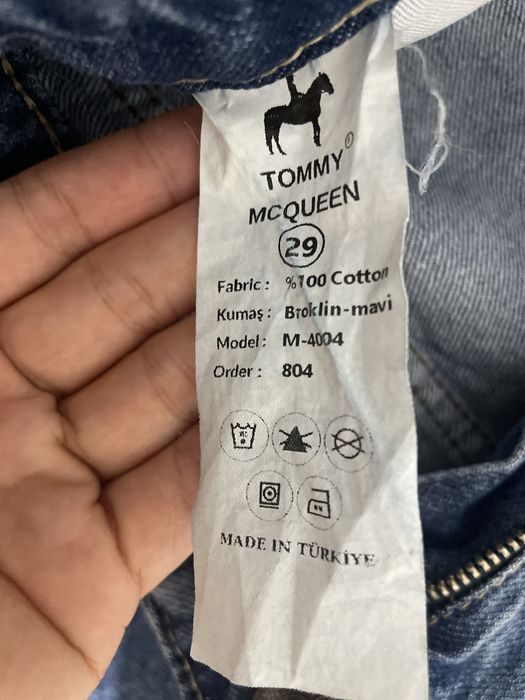 TOMMY®
MCQUEEN
29
Fabric : %100 Cotton
Kumaş : Broklin-mavi
Model : M-4004
Order : 804
MADE IN TÜRKİYE